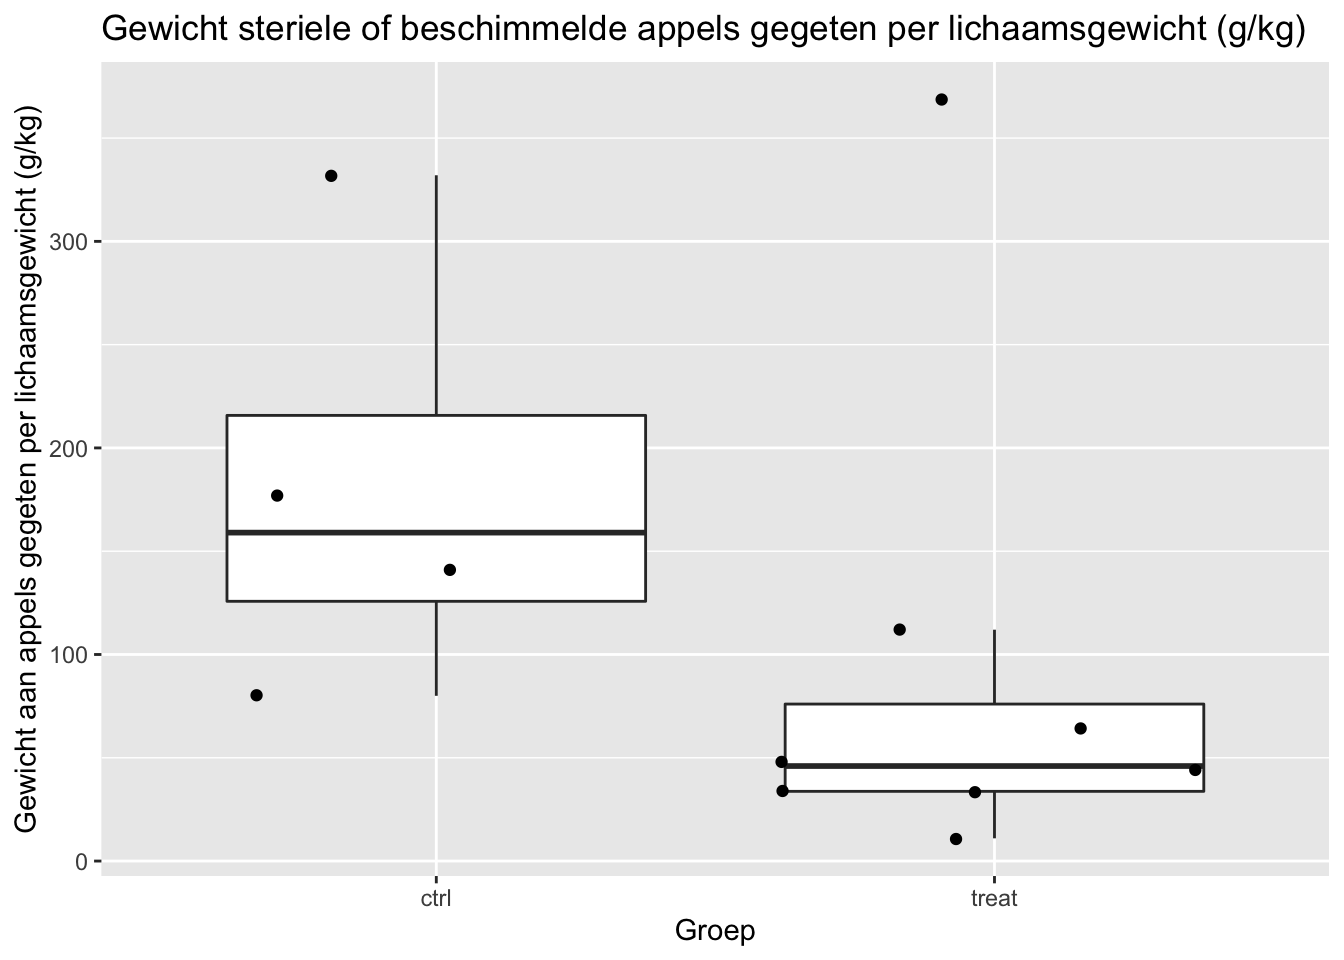 Gewicht steriele of beschimmelde appels gegeten per lichaamsgewicht (g/kg)
Gewicht aan appels gegeten per lichaamsgewicht (g/kg)
300
200
100
0
ctrl
treat
Groep